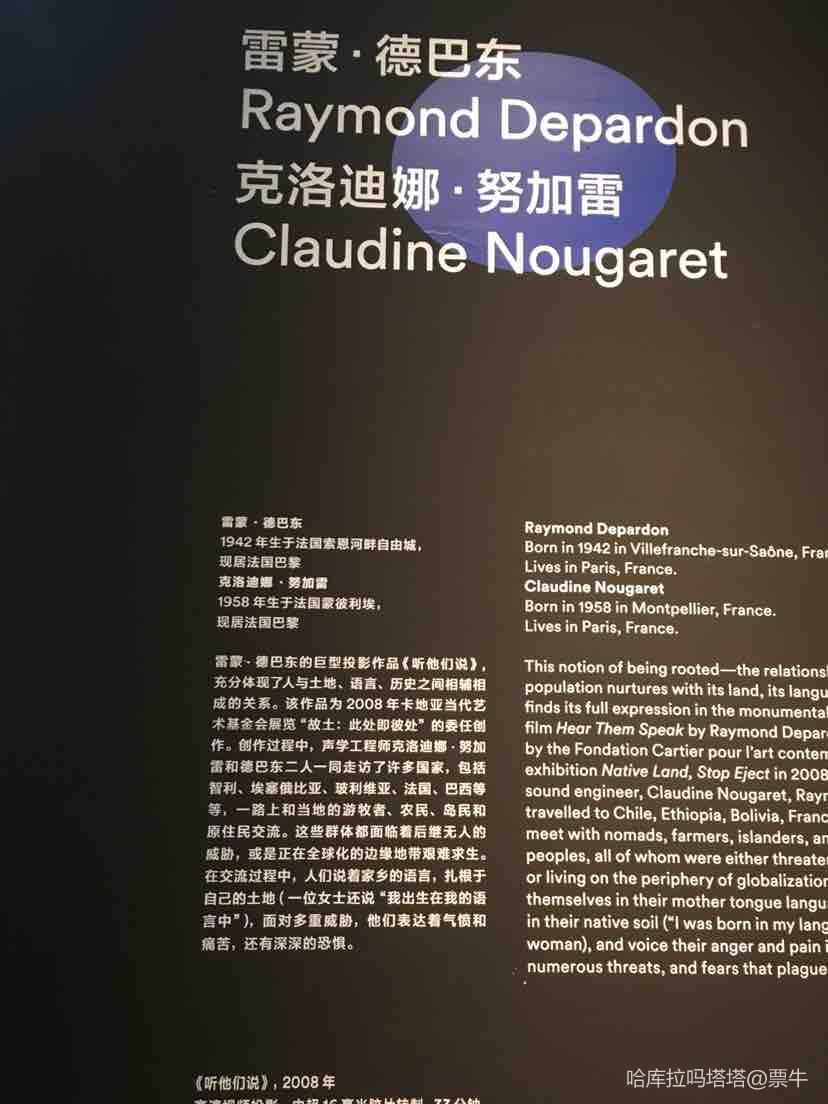 雷蒙·德巴东
Raymond Depardon
克洛迪娜·努加雷
Claudine Nougaret
雷蒙·德巴东
1942 年生于法国索恩河畔自由城，
现居法国巴黎
克洛迪娜·努加雷
1958 年生于法国蒙彼利埃，
现居法国巴黎
雷蒙·德巴东的巨型投影作品《听他们说》，
充分体现了人与土地、语言、历史之间相辅相
成的关系。该作品为 2008 年卡地亚当代艺
术基金会展览“故土：此处即彼处”的委任创
作。创作过程中，声学工程师克洛迪娜·努加
雷和德巴东二人一同走访了许多国家，包括
智利、埃塞俄比亚、玻利维亚、法国、巴西等
等，一路上和当地的游牧者、农民、岛民和
原住民交流。这些群体都面临着后继无人的
威胁，或是正在全球化的边缘地带艰难求生。
在交流过程中，人们说着家乡的语言，扎根于
自己的土地（一位女士还说“我出生在我的语
言中”），面对多重威胁，他们表达着气愤和
痛苦，还有深深的恐惧。
《听他们说》，2008 年
Raymond Depardon
Born in 1942 in Villefranche-sur-Saône,
Lives in Paris, France.
Claudine Nougaret
Born in 1958 in Montpellier, France.
Lives in Paris, France.
This notion of being rooted—the
population nurtures with its land, its
finds its full expression in the monumental
film Hear Them Speak by Raymond
by the Fondation Cartier pour l'art
exhibition Native Land, Stop Eject in 2008
sound engineer, Claudine Nougaret,
travelled to Chile, Ethiopia, Bolivia,
meet with nomads, farmers, islanders,
peoples, all of whom were either
or living on the periphery of globalization
themselves in their mother tongue
in their native soil (“I was born in my
woman), and voice their anger and pain
numerous threats, and fears that plague
哈库拉吗塔塔@票牛